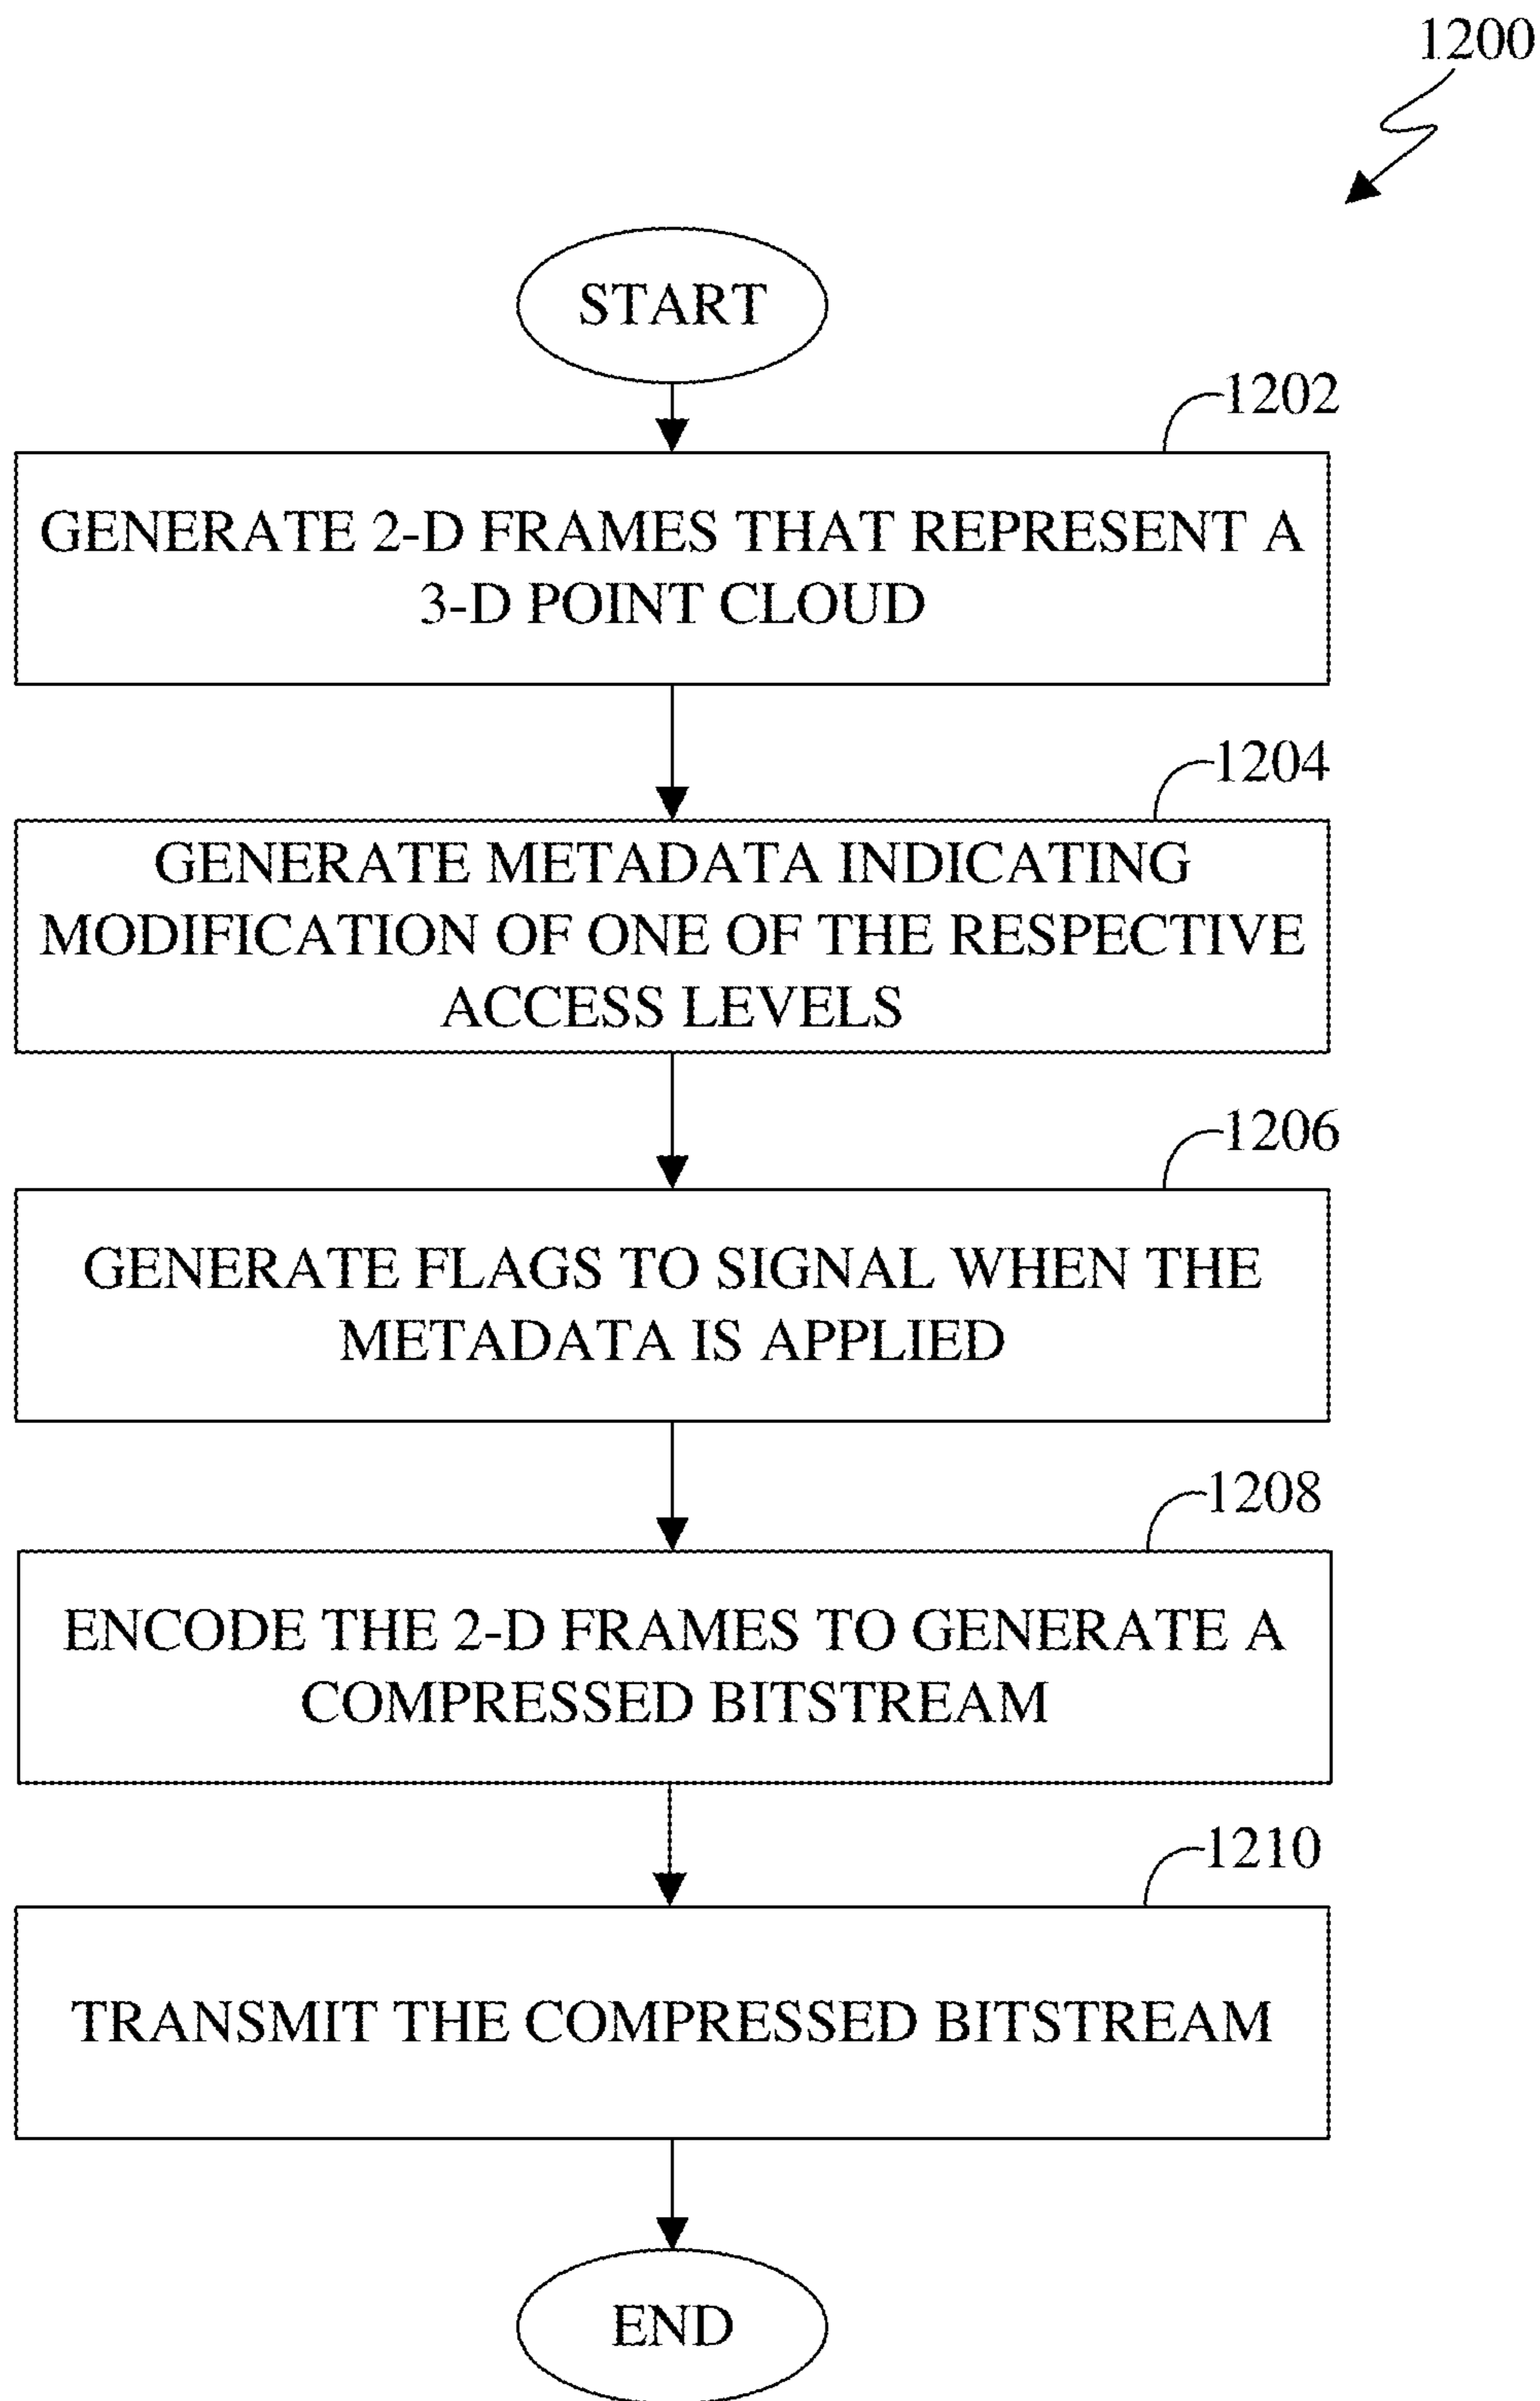 1200
START
1202
GENERATE 2-D FRAMES THAT REPRESENT A
3-D POINT CLOUD
1204
GENERATE METADATA INDICATING
MODIFICATION OF ONE OF THE RESPECTIVE
ACCESS LEVELS
1206
GENERATE FLAGS TO SIGNAL WHEN THE
METADATA IS APPLIED
1208
ENCODE THE 2-D FRAMES TO GENERATE A
COMPRESSED BITSTREAM
1210
TRANSMIT THE COMPRESSED BITSTREAM
END